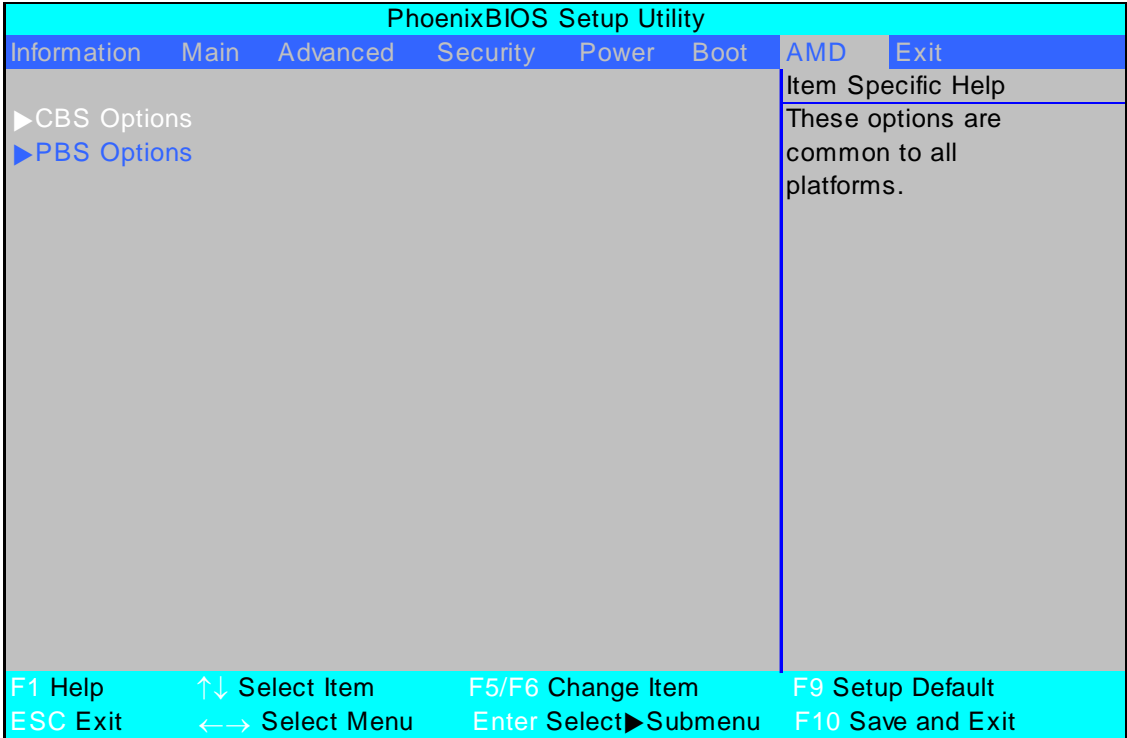 PhoenixBIOS Setup Utility
Information Main Advanced Security Power Boot AMD Exit
Item Specific Help
▶CBS Options
▶PBS Options
These options are
common to all
platforms.
F1 Help ↑↓ Select Item F5/F6 Change Item F9 Setup Default
ESC Exit ←→ Select Menu Enter Select▶Submenu F10 Save and Exit